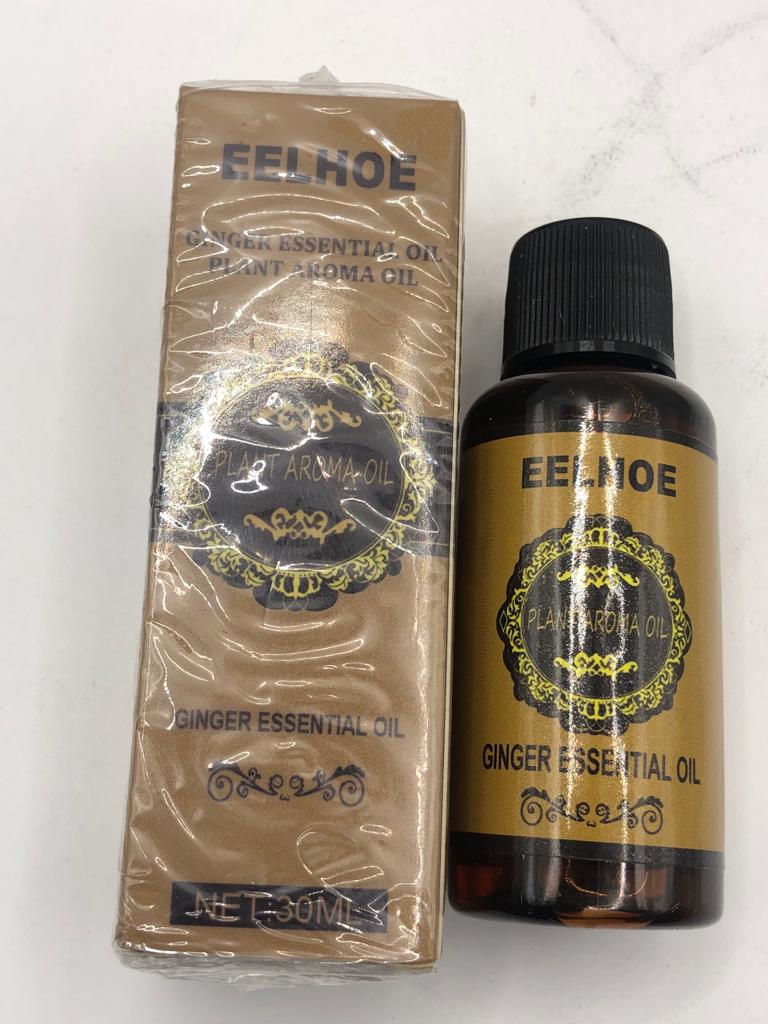 EELHOE
GINGER ESSENTIAL OIL
PLANT AROMA OIL
PLANT AROMA OIL
GINGER ESSENTIAL OIL
NET:30ML
EELHOE
PLANT AROMA OIL
GINGER ESSENTIAL OIL